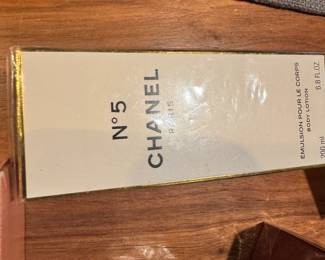 N°5
CHANEL
PARIS
EMULSION POUR LE CORPS
BODY LOTION
200 ml 6.8 FL.OZ.